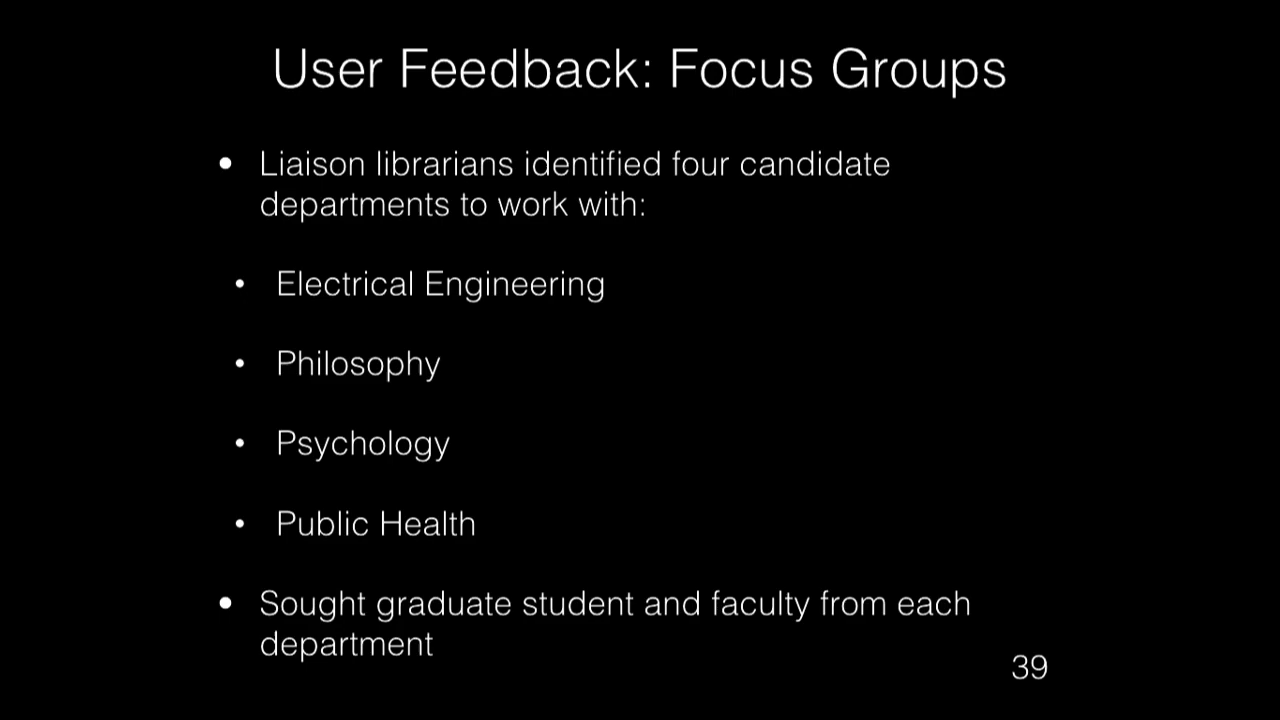 User Feedback: Focus Groups
• Liaison librarians identified four candidate
departments to work with:
• Electrical Engineering
• Philosophy
• Psychology
• Public Health
• Sought graduate student and faculty from each
department
39